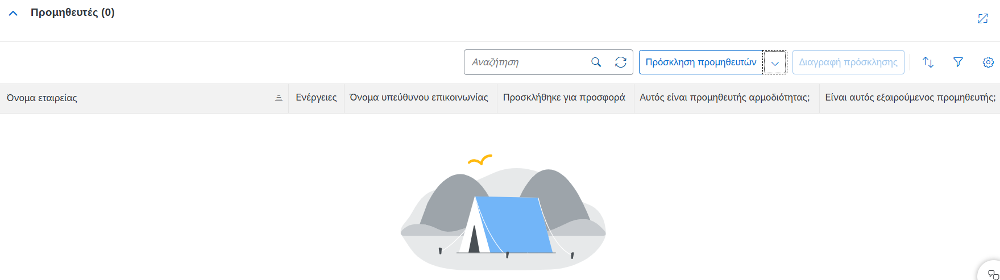 Προμηθευτές (0)
Αναζήτηση Πρόσκληση προμηθευτών Διαγραφή πρόσκλησης
Όνομα εταιρείας Ενέργειες Όνομα υπεύθυνου επικοινωνίας Προσκλήθηκε για προσφορά Αυτός είναι προμηθευτής αρμοδιότητας; Είναι αυτός εξαιρούμενος προμηθευτής;